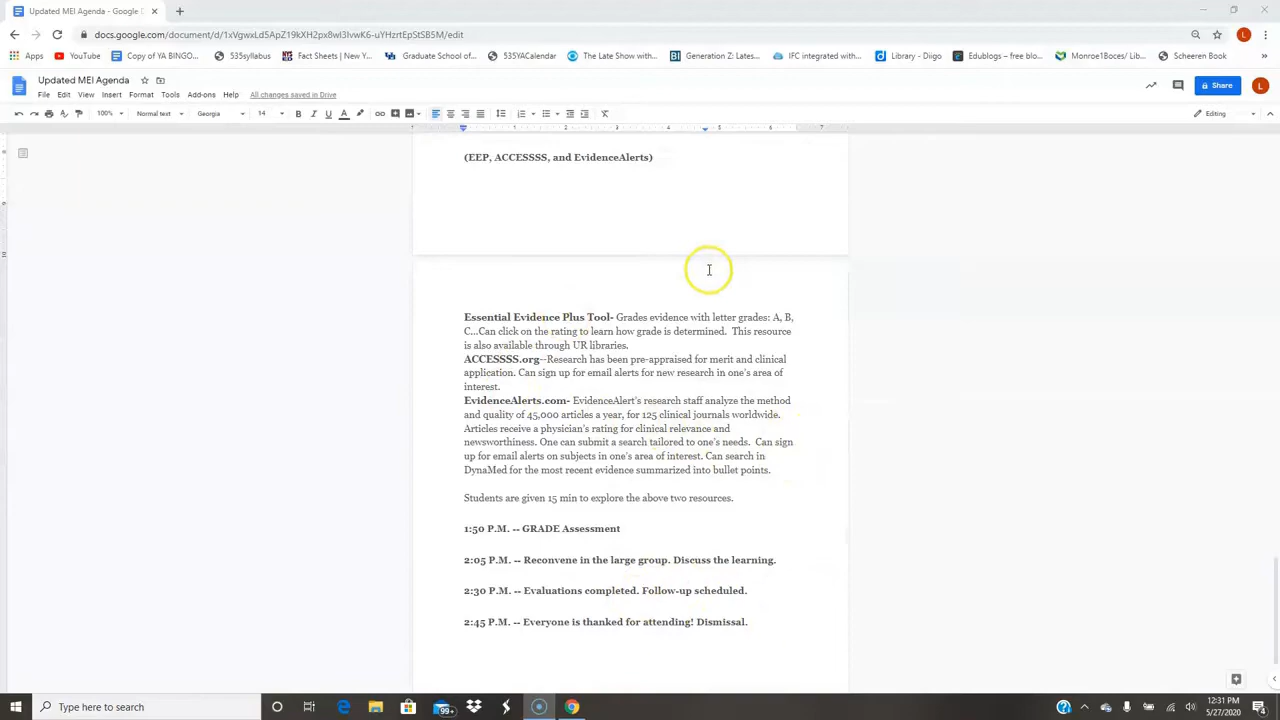 Updated MEI Agenda - Google D
docs.google.com/document/d/1xVgwxLd5ApZ19kXH2px8wl3IvwK6-uYHzrtEpStSB5M/edit
Apps YouTube Copy of YA BINGO... 535syllabus Fact Sheets | New Y... Graduate School of... 535YACalendar The Late Show with... Generation Z: Lates... IFC integrated with... Library - Diigo Edublogs – free blo... Monroe1Boces/ Lib... Scheeren Book
Updated MEI Agenda
File Edit View Insert Format Tools Add-ons Help All changes saved in Drive
Share
100% Normal text Georgia 14 Editing
1 2 3 4 5 6 7
(EEP, ACCESSSS, and EvidenceAlerts)
Essential Evidence Plus Tool- Grades evidence with letter grades: A, B,
C...Can click on the rating to learn how grade is determined. This resource
is also available through UR libraries.
ACCESSSS.org--Research has been pre-appraised for merit and clinical
application. Can sign up for email alerts for new research in one's area of
interest.
EvidenceAlerts.com- EvidenceAlert's research staff analyze the method
and quality of 45,000 articles a year, for 125 clinical journals worldwide.
Articles receive a physician's rating for clinical relevance and
newsworthiness. One can submit a search tailored to one's needs. Can sign
up for email alerts on subjects in one's area of interest. Can search in
DynaMed for the most recent evidence summarized into bullet points.
Students are given 15 min to explore the above two resources.
1:50 P.M. -- GRADE Assessment
2:05 P.M. -- Reconvene in the large group. Discuss the learning.
2:30 P.M. -- Evaluations completed. Follow-up scheduled.
2:45 P.M. -- Everyone is thanked for attending! Dismissal.
Type here to search
99+
12:31 PM
5/27/2020